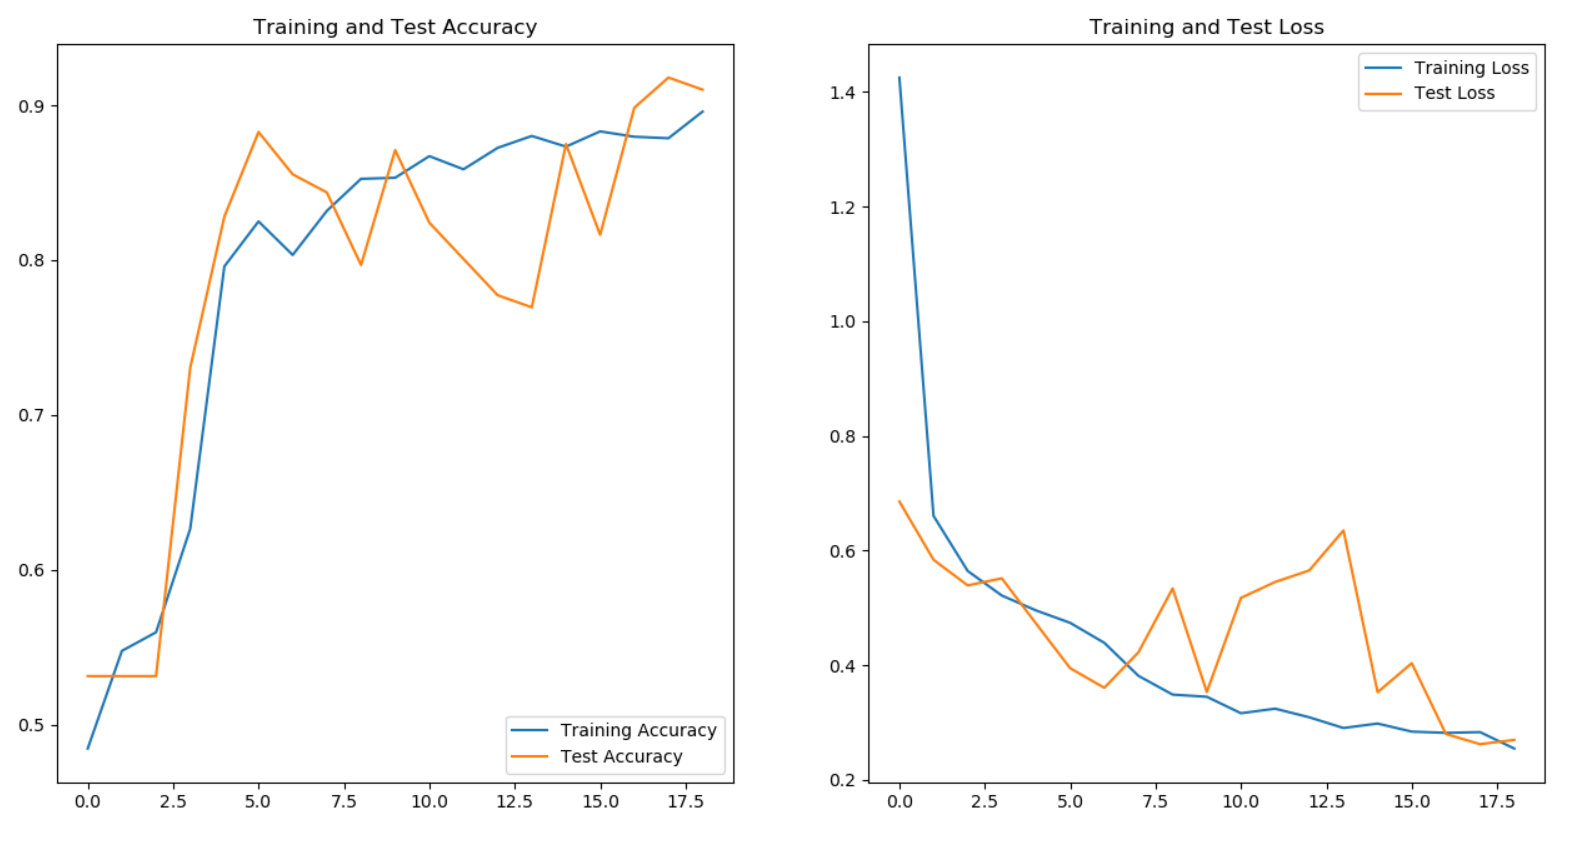 Training and Test Accuracy
0.9
0.8
0.7
0.6
0.5
Training Accuracy
Test Accuracy
0.0 2.5 5.0 7.5 10.0 12.5 15.0 17.5
Training and Test Loss
Training Loss
Test Loss
1.4
1.2
1.0
0.8
0.6
0.4
0.2
0.0 2.5 5.0 7.5 10.0 12.5 15.0 17.5